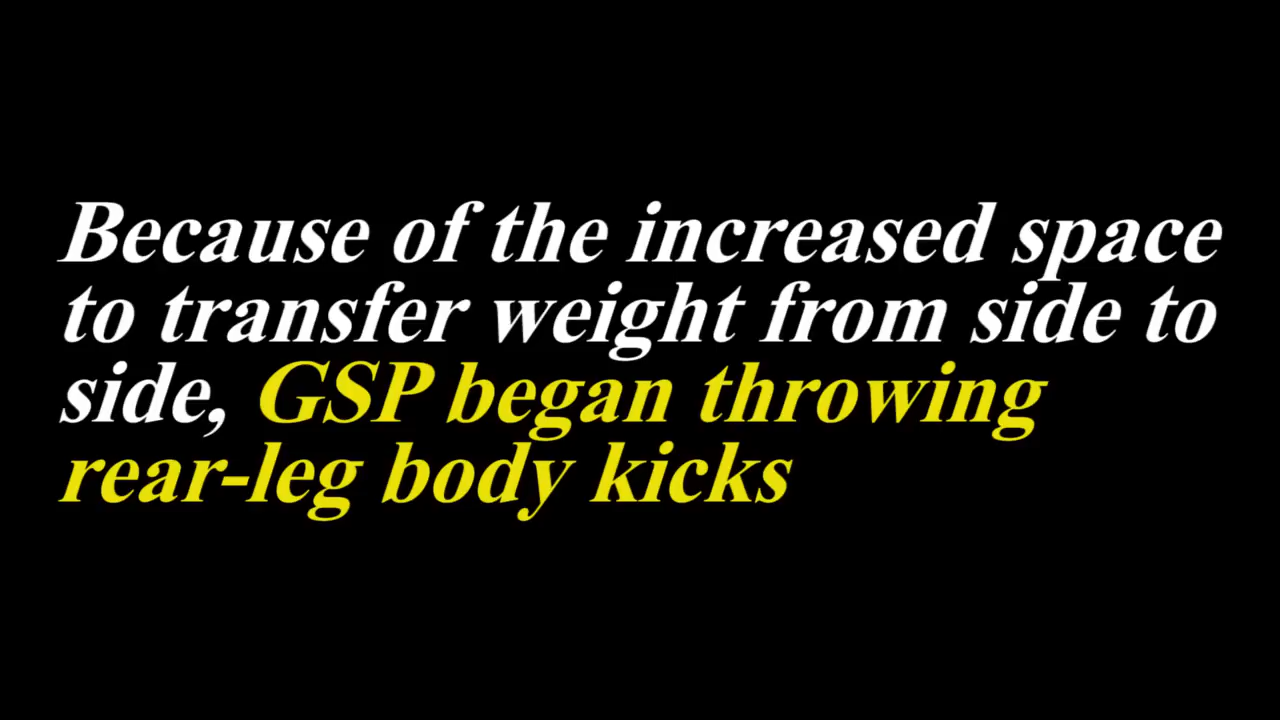 Because of the increased space
to transfer weight from side to
side, GSP began throwing
rear-leg body kicks